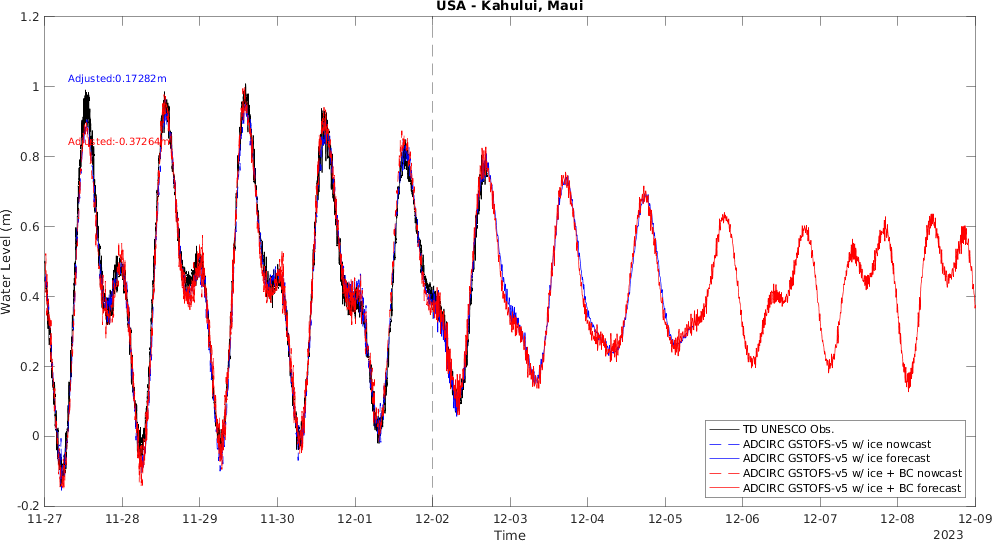 USA - Kahului, Maui
1.2
1
0.8
0.6
0.4
0.2
0
-0.2
Water Level (m)
Adjusted:0.17282m
Adjusted:-0.37264m
TD UNESCO Obs.
ADCIRC GSTOFS-v5 w/ ice nowcast
ADCIRC GSTOFS-v5 w/ ice forecast
ADCIRC GSTOFS-v5 w/ ice + BC nowcast
ADCIRC GSTOFS-v5 w/ ice + BC forecast
11-27 11-28 11-29 11-30 12-01 12-02 12-03 12-04 12-05 12-06 12-07 12-08 12-09
Time
2023